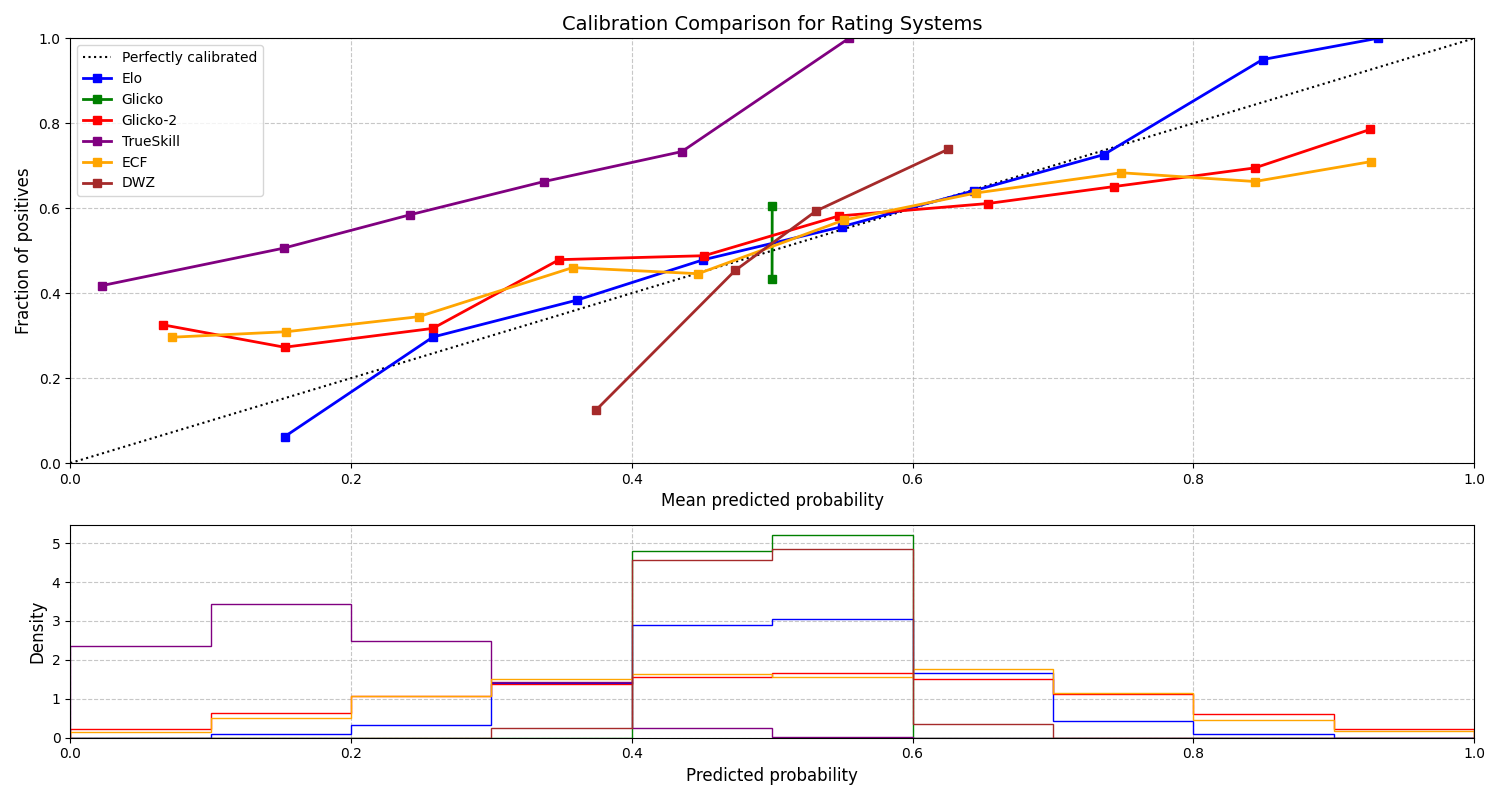 Calibration Comparison for Rating Systems
Fraction of positives
1.0
0.8
0.6
0.4
0.2
0.0
Perfectly calibrated
Elo
Glicko
Glicko-2
TrueSkill
ECF
DWZ
0.0 0.2 0.4 0.6 0.8 1.0
Mean predicted probability
Density
5
4
3
2
1
0
0.0 0.2 0.4 0.6 0.8 1.0
Predicted probability